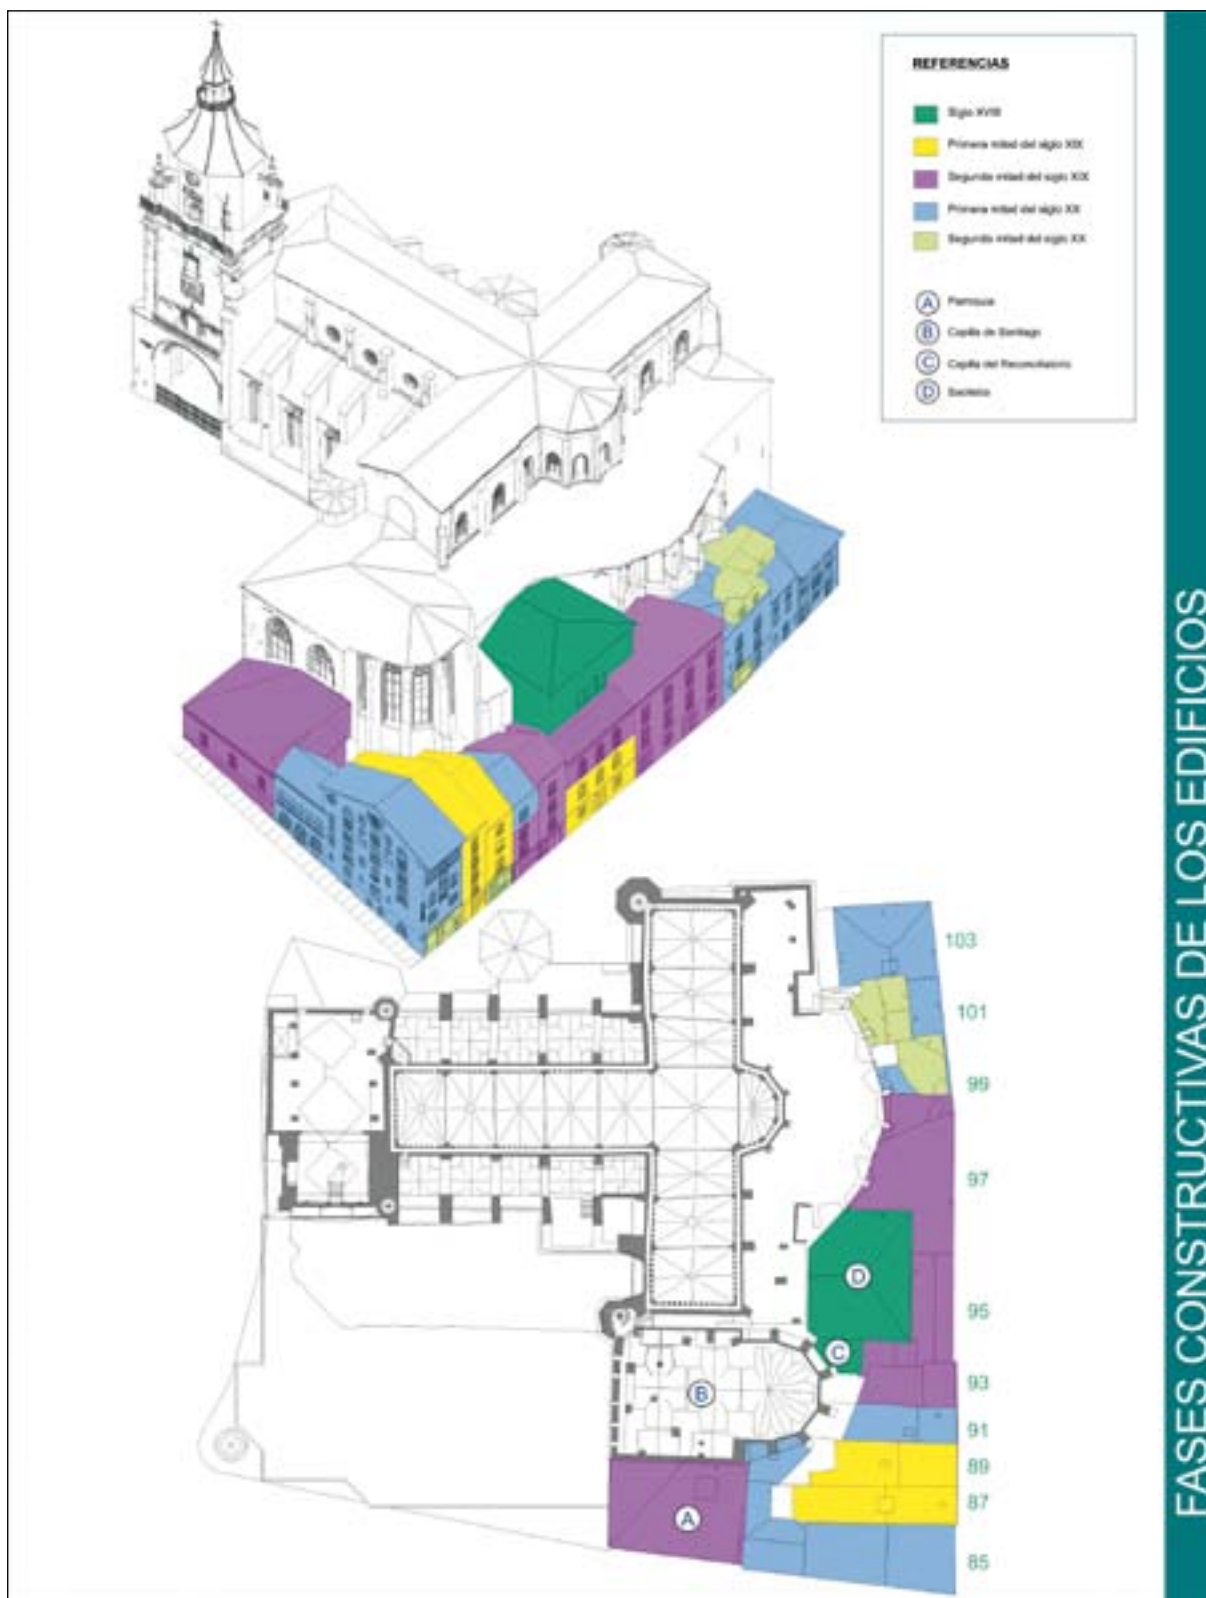 REFERENCIAS
Siglo XVIII
Primera mitad del siglo XIX
Segunda mitad del siglo XIX
Primera mitad del siglo XX
Segunda mitad del siglo XX
A Parroquia
B Capilla de Santiago
C Capilla del Reconciliatorio
D Sacristía
FASES CONSTRUCTIVAS DE LOS EDIFICIOS
103
101
99
97
D
95
C
B
93
91
89
87
A
85